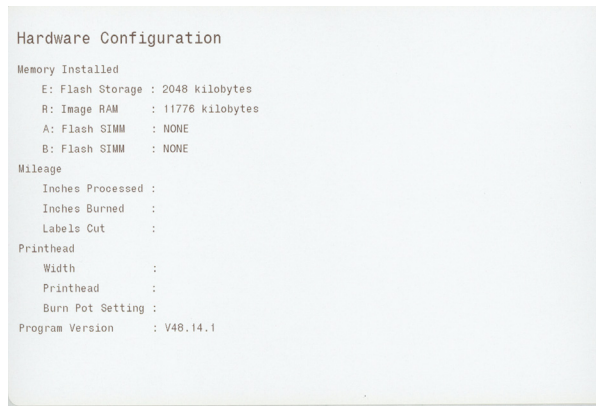 Hardware Configuration
Memory Installed
E: Flash Storage : 2048 kilobytes
R: Image RAM : 11776 kilobytes
A: Flash SIMM : NONE
B: Flash SIMM : NONE
Mileage
Inches Processed :
Inches Burned :
Labels Cut :
Printhead
Width :
Printhead :
Burn Pot Setting :
Program Version : V48.14.1